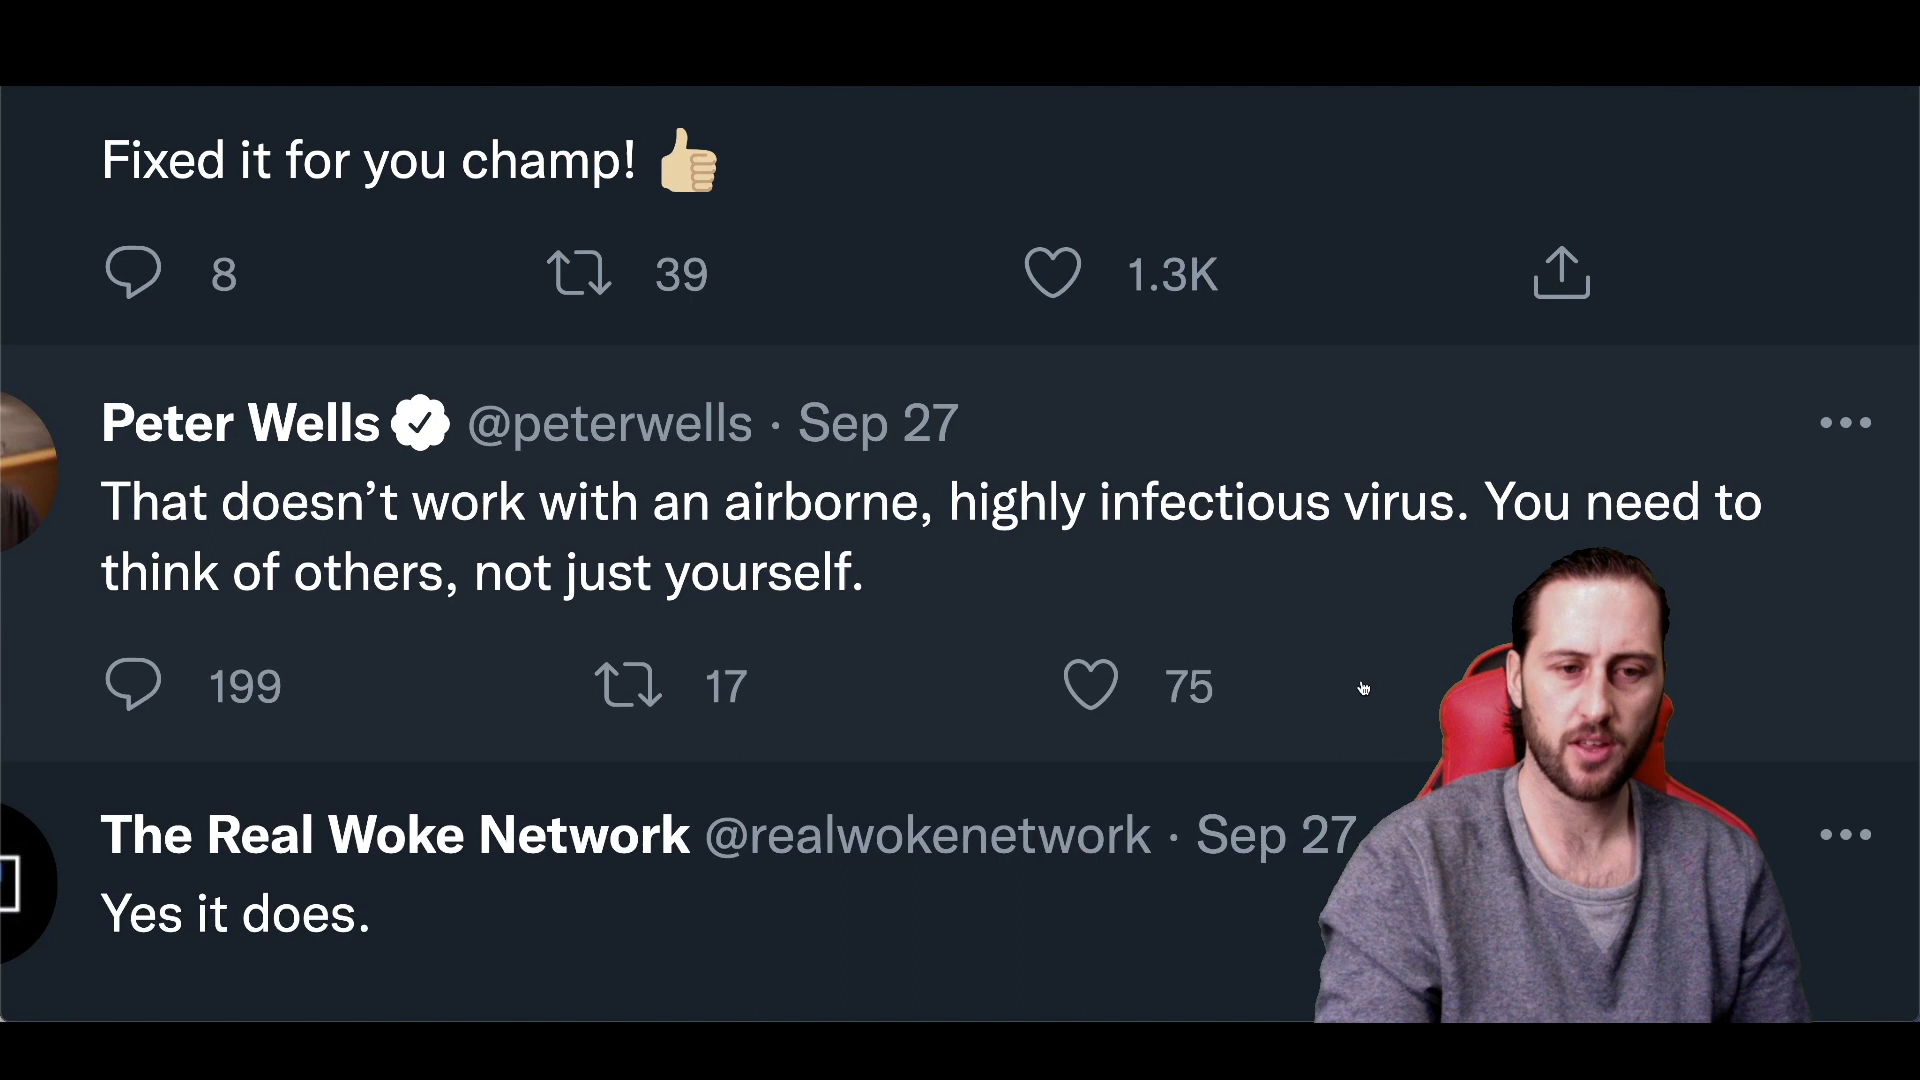 Fixed it for you champ! 👍🏼
8 39 1.3K
Peter Wells @peterwells · Sep 27
That doesn’t work with an airborne, highly infectious virus. You need to
think of others, not just yourself.
199 17 75
The Real Woke Network @realwokenetwork · Sep 27
Yes it does.